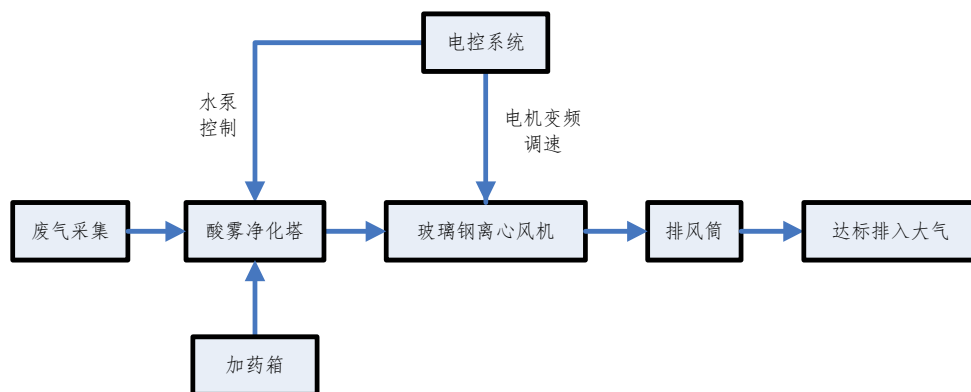 电控系统
水泵
控制
电机变频
调速
废气采集
酸雾净化塔
玻璃钢离心风机
排风筒
达标排入大气
加药箱